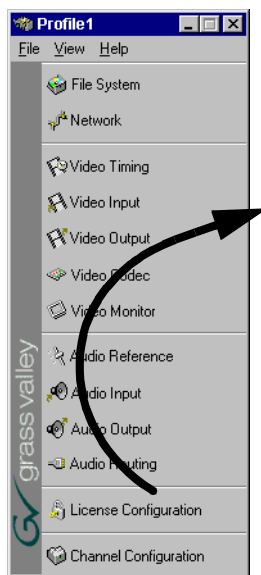 Profile1
File View Help
File System
Network
Video Timing
Video Input
Video Output
Video Codec
Video Monitor
Audio Reference
Audio Input
Audio Output
Audio Routing
License Configuration
Channel Configuration
grass valley